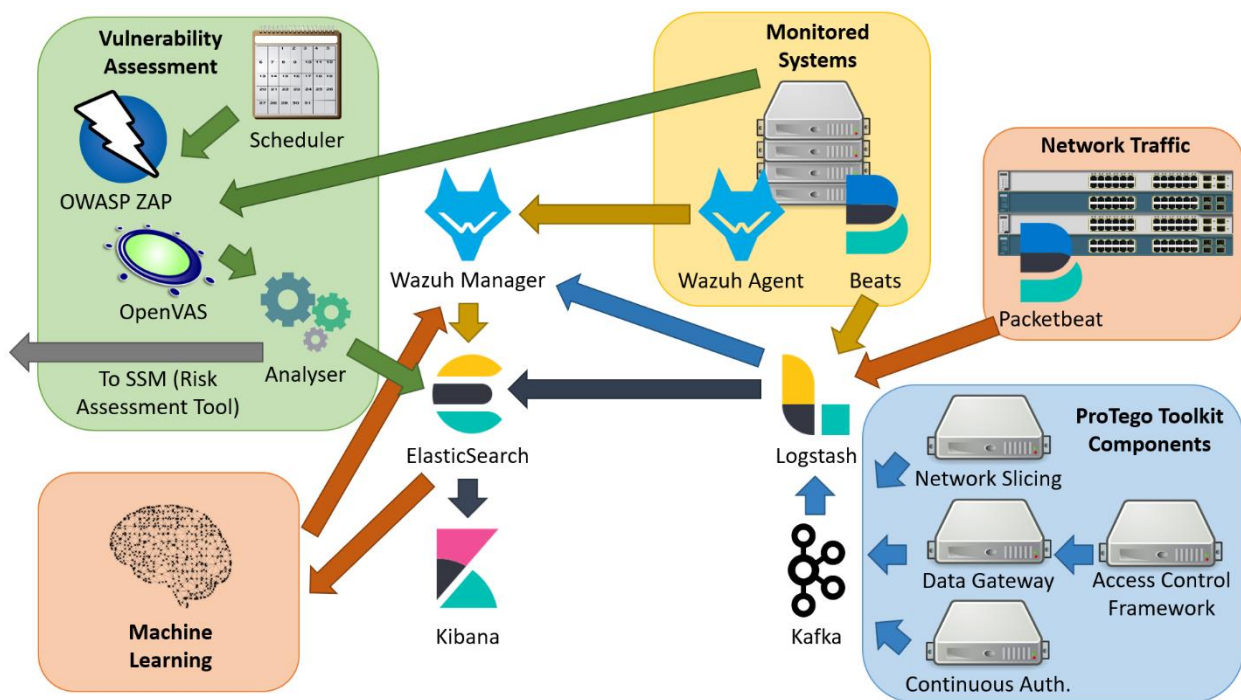 Vulnerability
Assessment
Scheduler
OWASP ZAP
OpenVAS
Analyser
To SSM (Risk
Assessment Tool)
Monitored
Systems
Wazuh Manager
Wazuh Agent
Beats
Network Traffic
Packetbeat
ElasticSearch
Logstash
ProTego Toolkit
Components
Network Slicing
Data Gateway
Access Control
Framework
Continuous Auth.
Kibana
Kafka
Machine
Learning